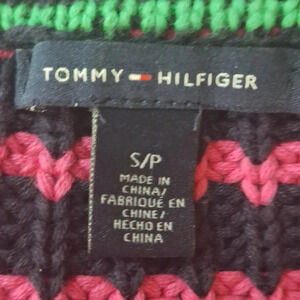 TOMMY HILFIGER
S/P
MADE IN
CHINA/
FABRIQUÉ EN
CHINE/
HECHO EN
CHINA